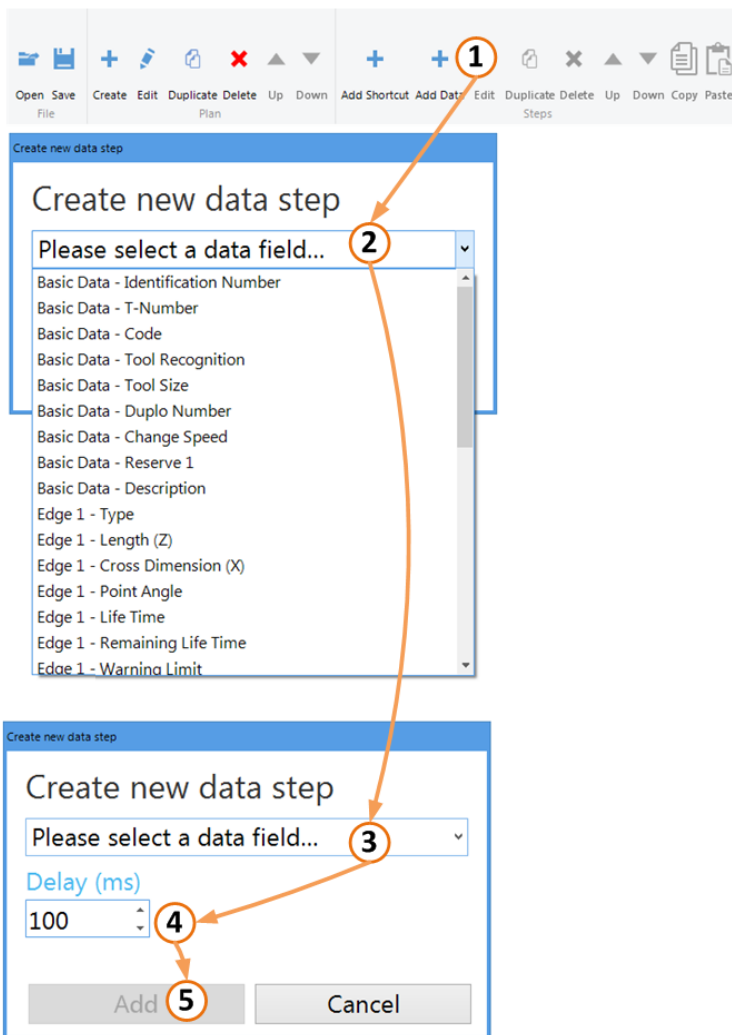 Open Save Create Edit Duplicate Delete Up Down Add Shortcut Add Data Edit Duplicate Delete Up Down Copy Paste
File Plan Steps
1
Create new data step
Create new data step
Please select a data field... 2
Basic Data - Identification Number
Basic Data - T-Number
Basic Data - Code
Basic Data - Tool Recognition
Basic Data - Tool Size
Basic Data - Duplo Number
Basic Data - Change Speed
Basic Data - Reserve 1
Basic Data - Description
Edge 1 - Type
Edge 1 - Length (Z)
Edge 1 - Cross Dimension (X)
Edge 1 - Point Angle
Edge 1 - Life Time
Edge 1 - Remaining Life Time
Edge 1 - Warning Limit
Create new data step
Create new data step
Please select a data field... 3
Delay (ms)
100 4
Add 5 Cancel